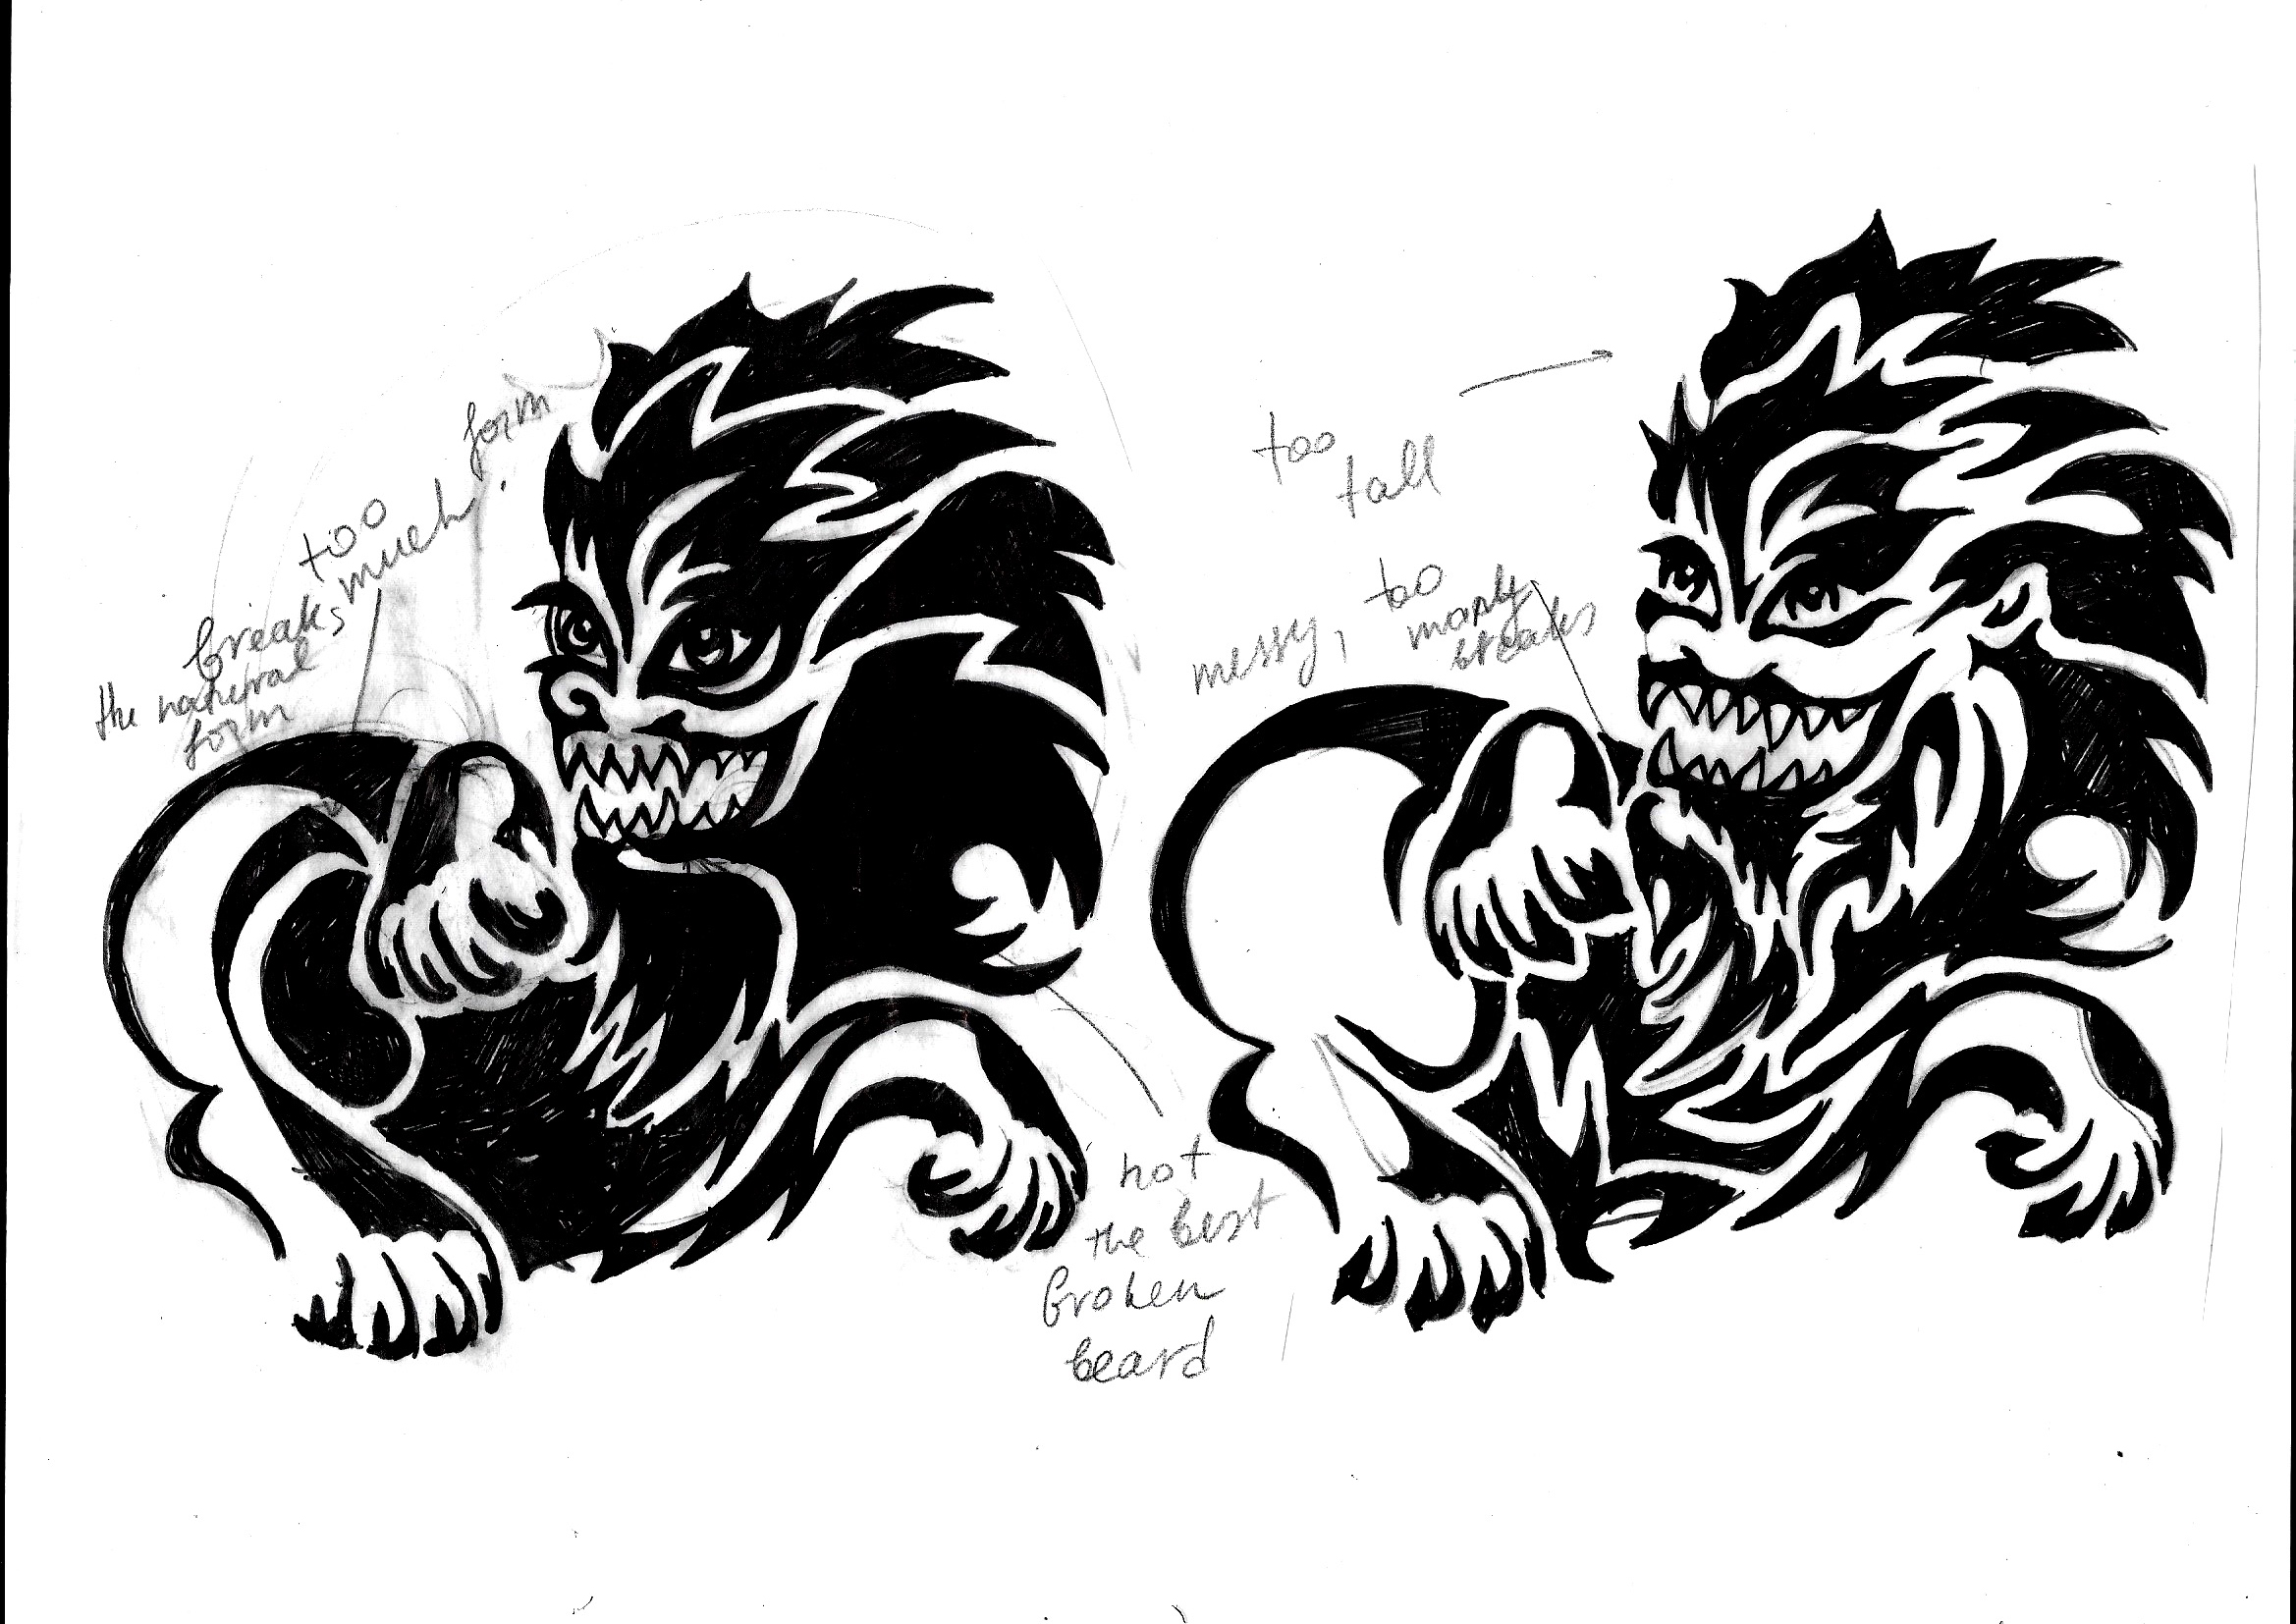 form
too
much.
breaks
the natural
form
too
tall
messy, too
many
breaks
not
the best
broken
beard